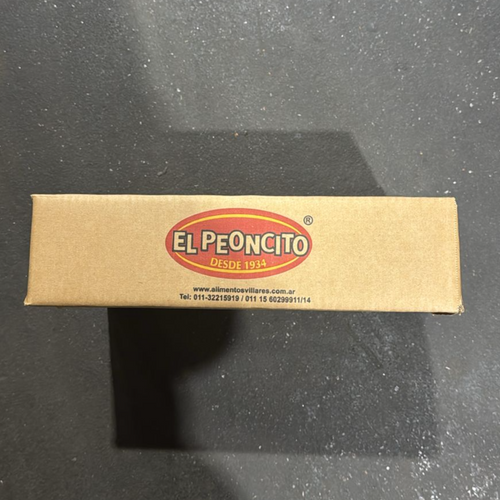 ®
EL PEONCITO
DESDE 1934
www.alimentosvillares.com.ar
Tel: 011-32215919 / 011 15 60299911/14